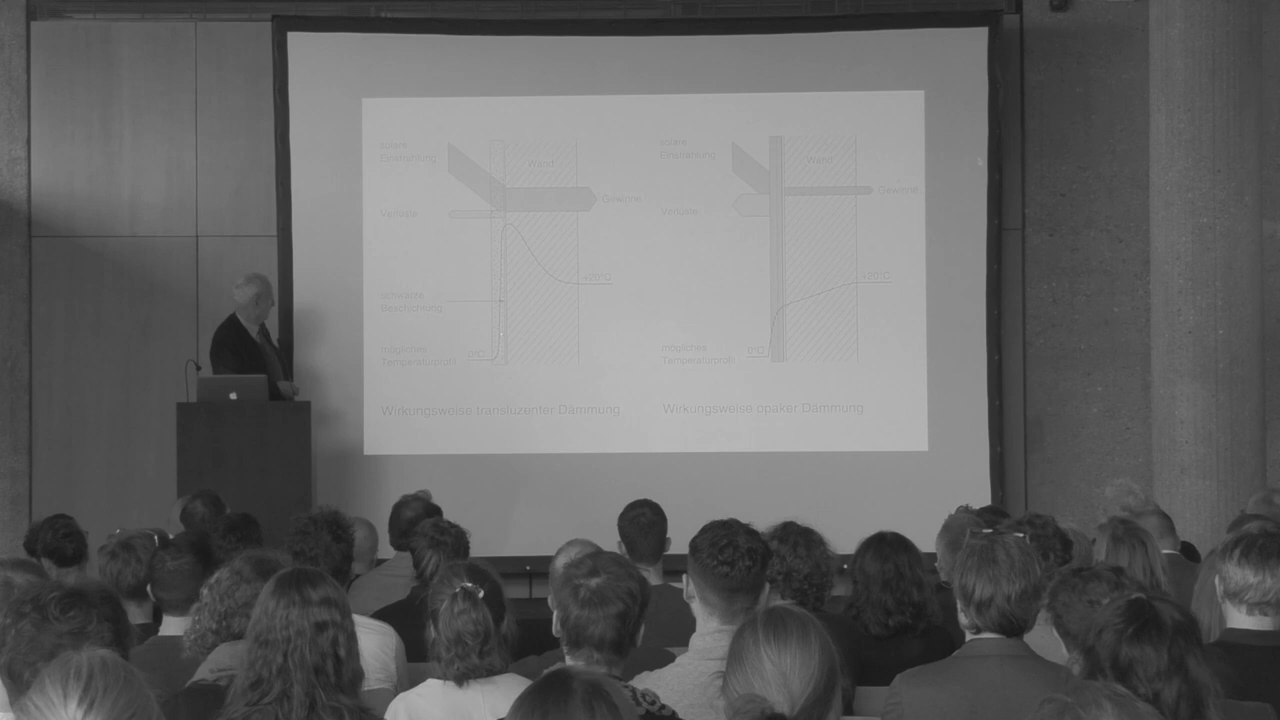 solare
Einstrahlung
Wand
Gewinne
Verluste
+20°C
schwarze
Beschichtung
mögliches
Temperaturprofil
0°C
Wirkungsweise transluzenter Dämmung
solare
Einstrahlung
Wand
Gewinne
Verluste
+20°C
mögliches
Temperaturprofil
0°C
Wirkungsweise opaker Dämmung